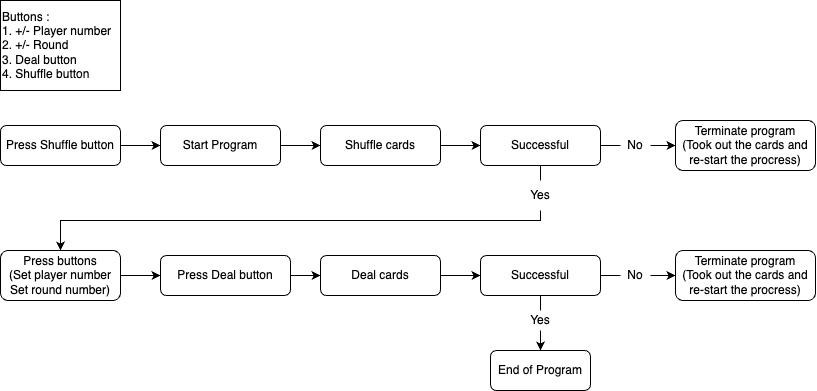 Buttons :
1. +/- Player number
2. +/- Round
3. Deal button
4. Shuffle button
Press Shuffle button
Start Program
Shuffle cards
Successful
No
Terminate program
(Took out the cards and
re-start the procress)
Yes
Press buttons
(Set player number
Set round number)
Press Deal button
Deal cards
Successful
No
Terminate program
(Took out the cards and
re-start the procress)
Yes
End of Program